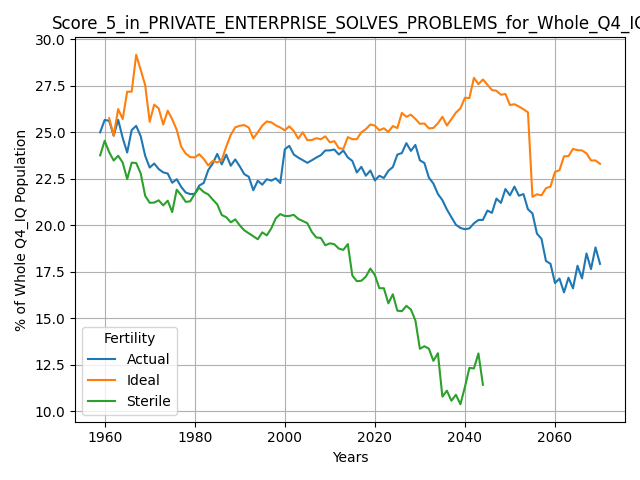 Score_5_in_PRIVATE_ENTERPRISE_SOLVES_PROBLEMS_for_Whole_Q4_IQ
% of Whole Q4_IQ Population
30.0
27.5
25.0
22.5
20.0
17.5
15.0
12.5
10.0
Fertility
Actual
Ideal
Sterile
1960
1980
2000
2020
2040
2060
Years